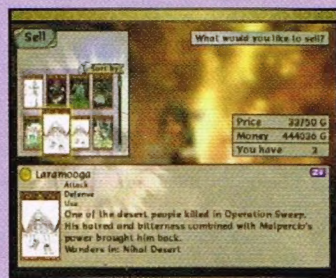 Sell
What would you like to sell?
Sort by
Price 33750 G
Money 444036 G
You have 3
Laramooga
Attack
Defense
Use
One of the desert people killed in Operation Sweep.
His hatred and bitterness combined with Malpercio's
power brought him back.
Wanders in: Nihal Desert